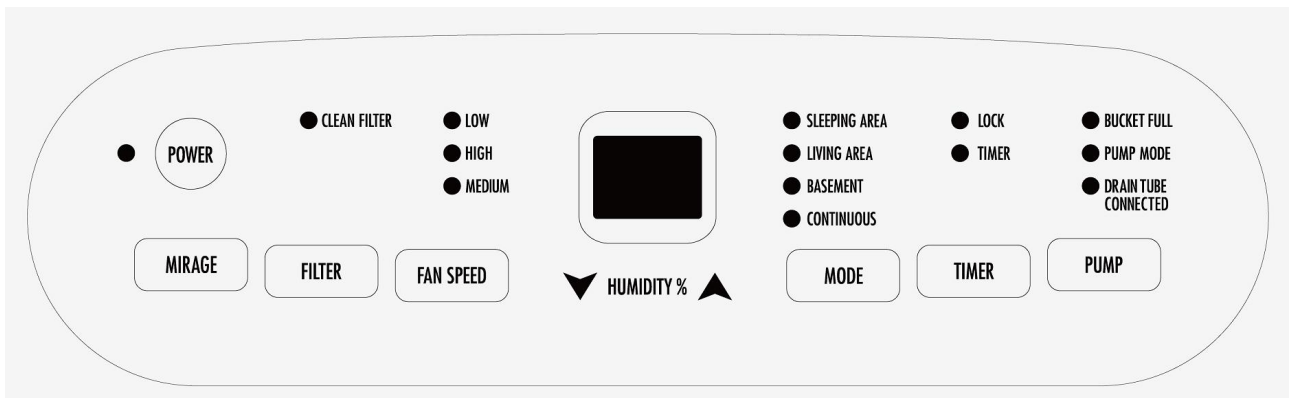 POWER
CLEAN FILTER
LOW
HIGH
MEDIUM
SLEEPING AREA
LIVING AREA
BASEMENT
CONTINUOUS
LOCK
TIMER
BUCKET FULL
PUMP MODE
DRAIN TUBE
CONNECTED
MIRAGE
FILTER
FAN SPEED
HUMIDITY %
MODE
TIMER
PUMP